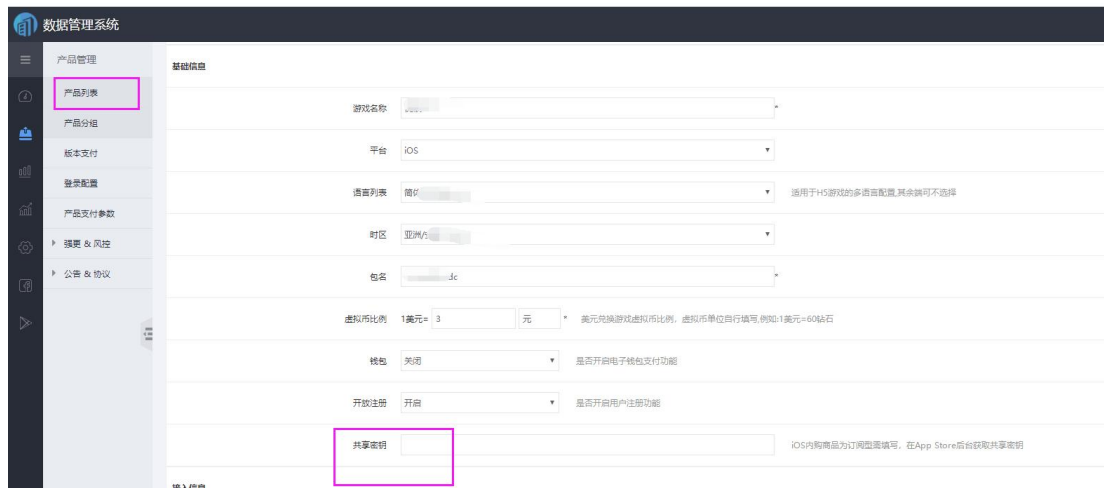 数据管理系统
产品管理
产品列表
产品分组
版本支付
登录配置
产品支付参数
强更 & 风控
公告 & 协议
基础信息
游戏名称 *
平台 iOS
语言列表 简 适用于H5游戏的多语言配置,其余端可不选择
时区 亚洲/
包名 dc *
虚拟币比例 1美元= 3 元 * 美元兑换游戏虚拟币比例，虚拟币单位自行填写,例如:1美元=60钻石
钱包 关闭 是否开启电子钱包支付功能
开放注册 开启 是否开启用户注册功能
共享密钥 iOS内购商品为订阅型需填写，在App Store后台获取共享密钥
接入信息